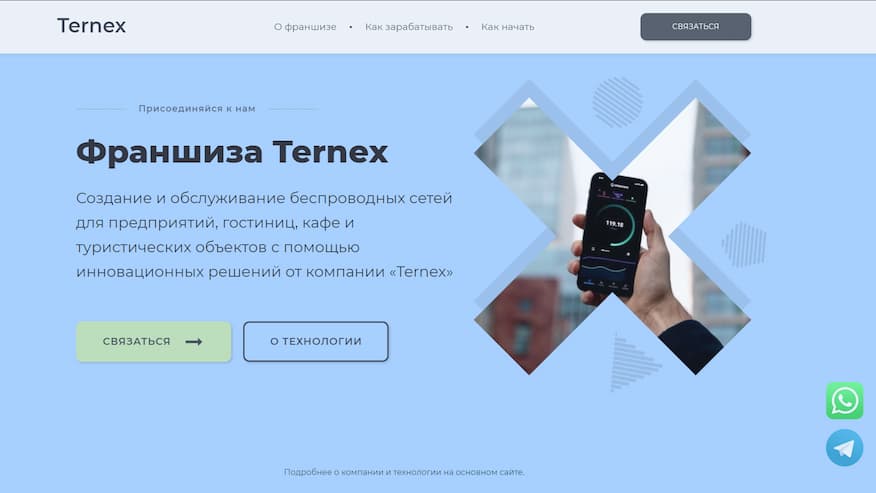 Ternex
О франшизе • Как зарабатывать • Как начать
СВЯЗАТЬСЯ
Присоединяйся к нам
Франшиза Ternex
Создание и обслуживание беспроводных сетей
для предприятий, гостиниц, кафе и
туристических объектов с помощью
инновационных решений от компании «Ternex»
СВЯЗАТЬСЯ
О ТЕХНОЛОГИИ
119.18
Подробнее о компании и технологии на основном сайте.